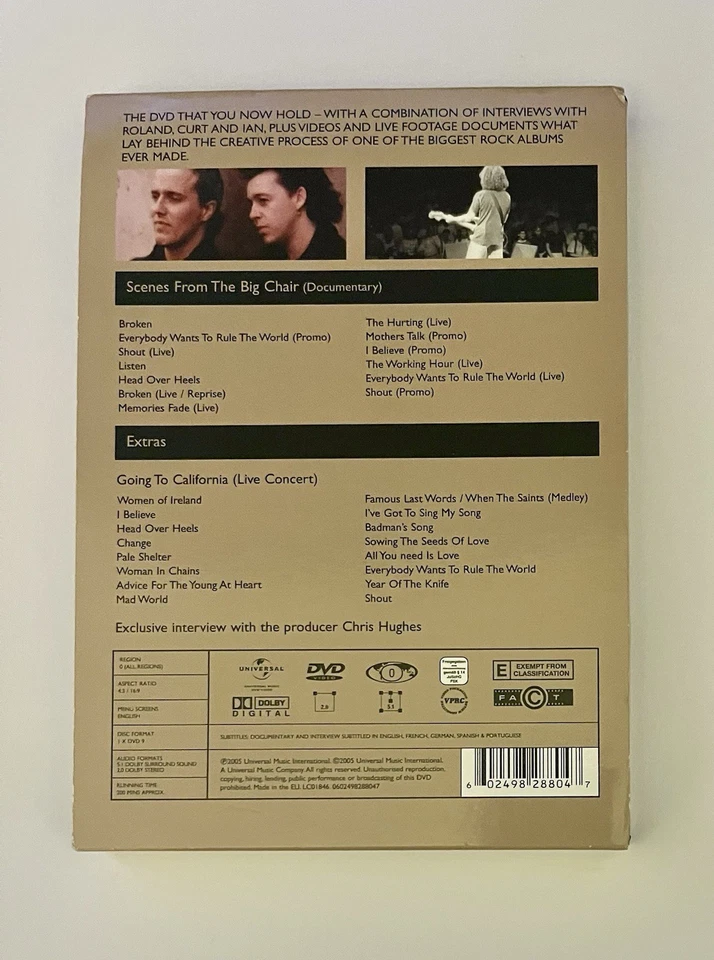 THE DVD THAT YOU NOW HOLD – WITH A COMBINATION OF INTERVIEWS WITH
ROLAND, CURT AND IAN, PLUS VIDEOS AND LIVE FOOTAGE DOCUMENTS WHAT
LAY BEHIND THE CREATIVE PROCESS OF ONE OF THE BIGGEST ROCK ALBUMS
EVER MADE.
Scenes From The Big Chair (Documentary)
Broken
Everybody Wants To Rule The World (Promo)
Shout (Live)
Listen
Head Over Heels
Broken (Live / Reprise)
Memories Fade (Live)
The Hurting (Live)
Mothers Talk (Promo)
I Believe (Promo)
The Working Hour (Live)
Everybody Wants To Rule The World (Live)
Shout (Promo)
Extras
Going To California (Live Concert)
Women of Ireland
I Believe
Head Over Heels
Change
Pale Shelter
Woman In Chains
Advice For The Young At Heart
Mad World
Famous Last Words / When The Saints (Medley)
I've Got To Sing My Song
Badman's Song
Sowing The Seeds Of Love
All You need Is Love
Everybody Wants To Rule The World
Year Of The Knife
Shout
Exclusive interview with the producer Chris Hughes
REGION
0 (ALL REGIONS)
ASPECT RATIO
4:3 / 16:9
MENU SCREENS
ENGLISH
DISC FORMAT
1 X DVD 9
AUDIO FORMATS
5.1 DOLBY SURROUND SOUND
2.0 DOLBY STEREO
RUNNING TIME
200 MINS APPROX.
UNIVERSAL
DVD
VIDEO
0
Freigegeben
gemäß § 14
JuSchG
FSK
E EXEMPT FROM
CLASSIFICATION
DOLBY
DIGITAL
2.0
5.1
VPRC
FACT
SUBTITLES: DOCUMENTARY AND INTERVIEW SUBTITLED IN ENGLISH, FRENCH, GERMAN, SPANISH & PORTUGUESE
℗2005 Universal Music International. ©2005 Universal Music International.
A Universal Music Company. All rights reserved. Unauthorised reproduction,
copying, hiring, lending, public performance or broadcasting of this DVD
prohibited. Made in the EU. LC01846. 0602498288047
6 02498 28804 7